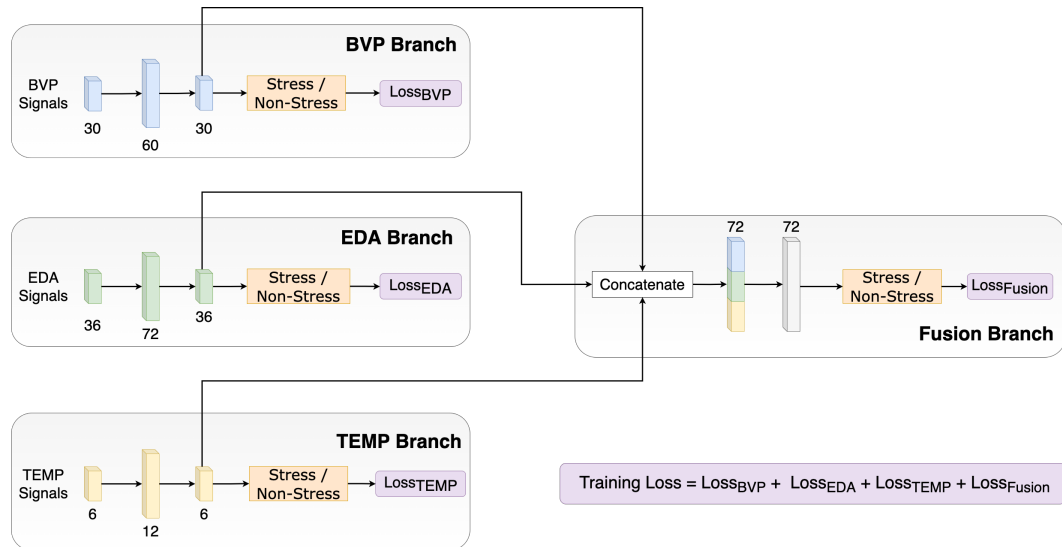 BVP Branch
BVP
Signals
30
60
30
Stress /
Non-Stress
LossBVP
EDA Branch
EDA
Signals
36
72
36
Stress /
Non-Stress
LossEDA
TEMP Branch
TEMP
Signals
6
12
6
Stress /
Non-Stress
LossTEMP
Concatenate
72
72
Stress /
Non-Stress
LossFusion
Fusion Branch
Training Loss = LossBVP + LossEDA + LossTEMP + LossFusion